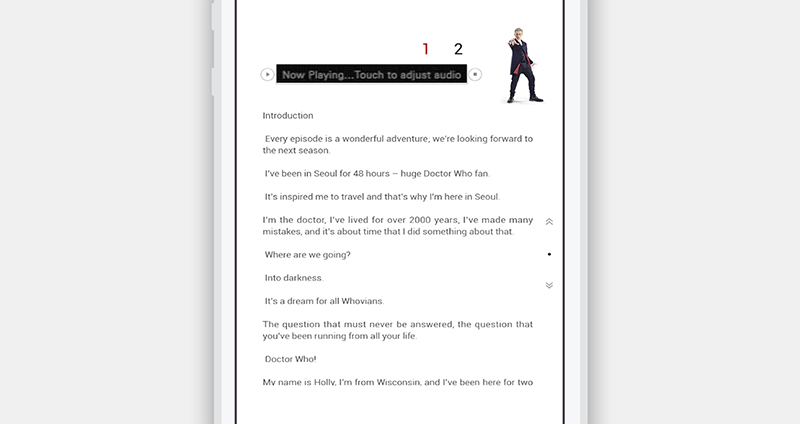 1 2
Now Playing...Touch to adjust audio
Introduction
Every episode is a wonderful adventure, we're looking forward to
the next season.
I've been in Seoul for 48 hours – huge Doctor Who fan.
It's inspired me to travel and that's why I'm here in Seoul.
I'm the doctor, I've lived for over 2000 years, I've made many
mistakes, and it's about time that I did something about that.
Where are we going?
Into darkness.
It's a dream for all Whovians.
The question that must never be answered, the question that
you've been running from all your life.
Doctor Who!
My name is Holly, I'm from Wisconsin, and I've been here for two